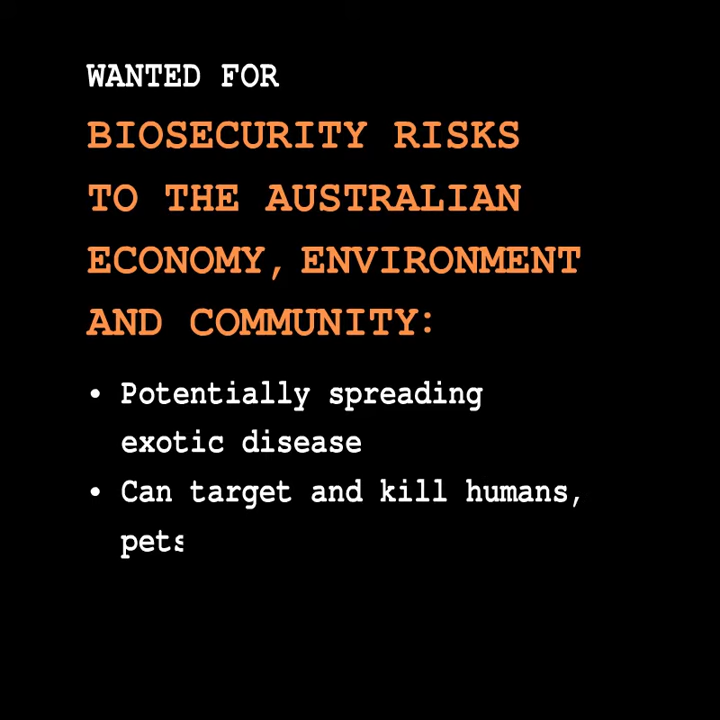 WANTED FOR
BIOSECURITY RISKS
TO THE AUSTRALIAN
ECONOMY, ENVIRONMENT
AND COMMUNITY:
• Potentially spreading
exotic disease
• Can target and kill humans,
pets